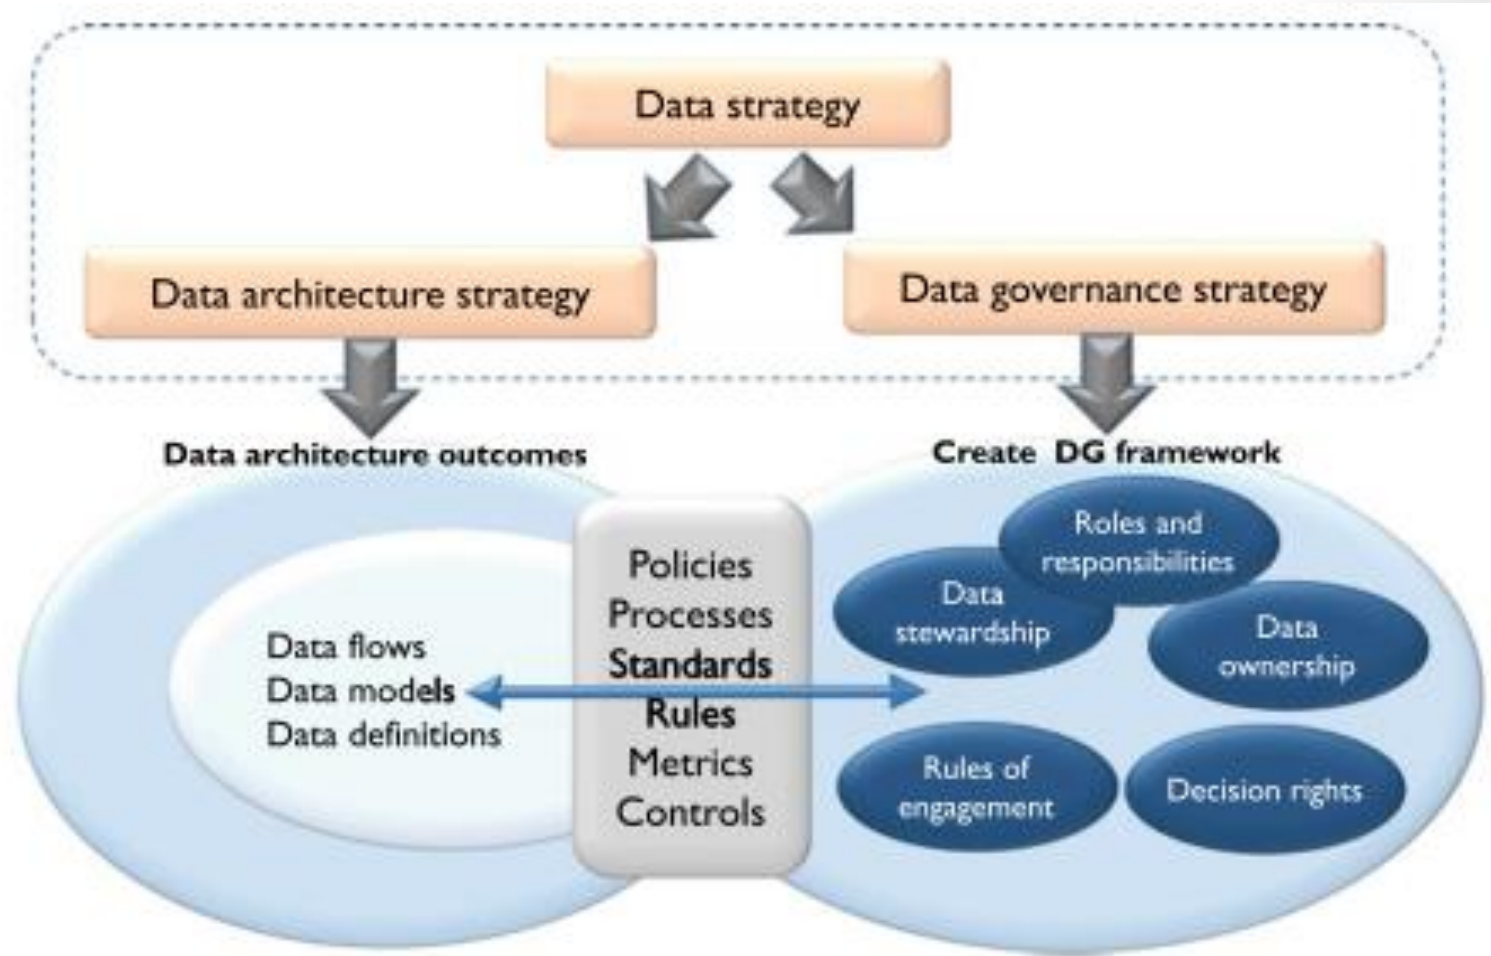 Data strategy
Data architecture strategy
Data governance strategy
Data architecture outcomes
Create DG framework
Data flows
Data models
Data definitions
Policies
Processes
Standards
Rules
Metrics
Controls
Roles and
responsibilities
Data
stewardship
Data
ownership
Rules of
engagement
Decision rights